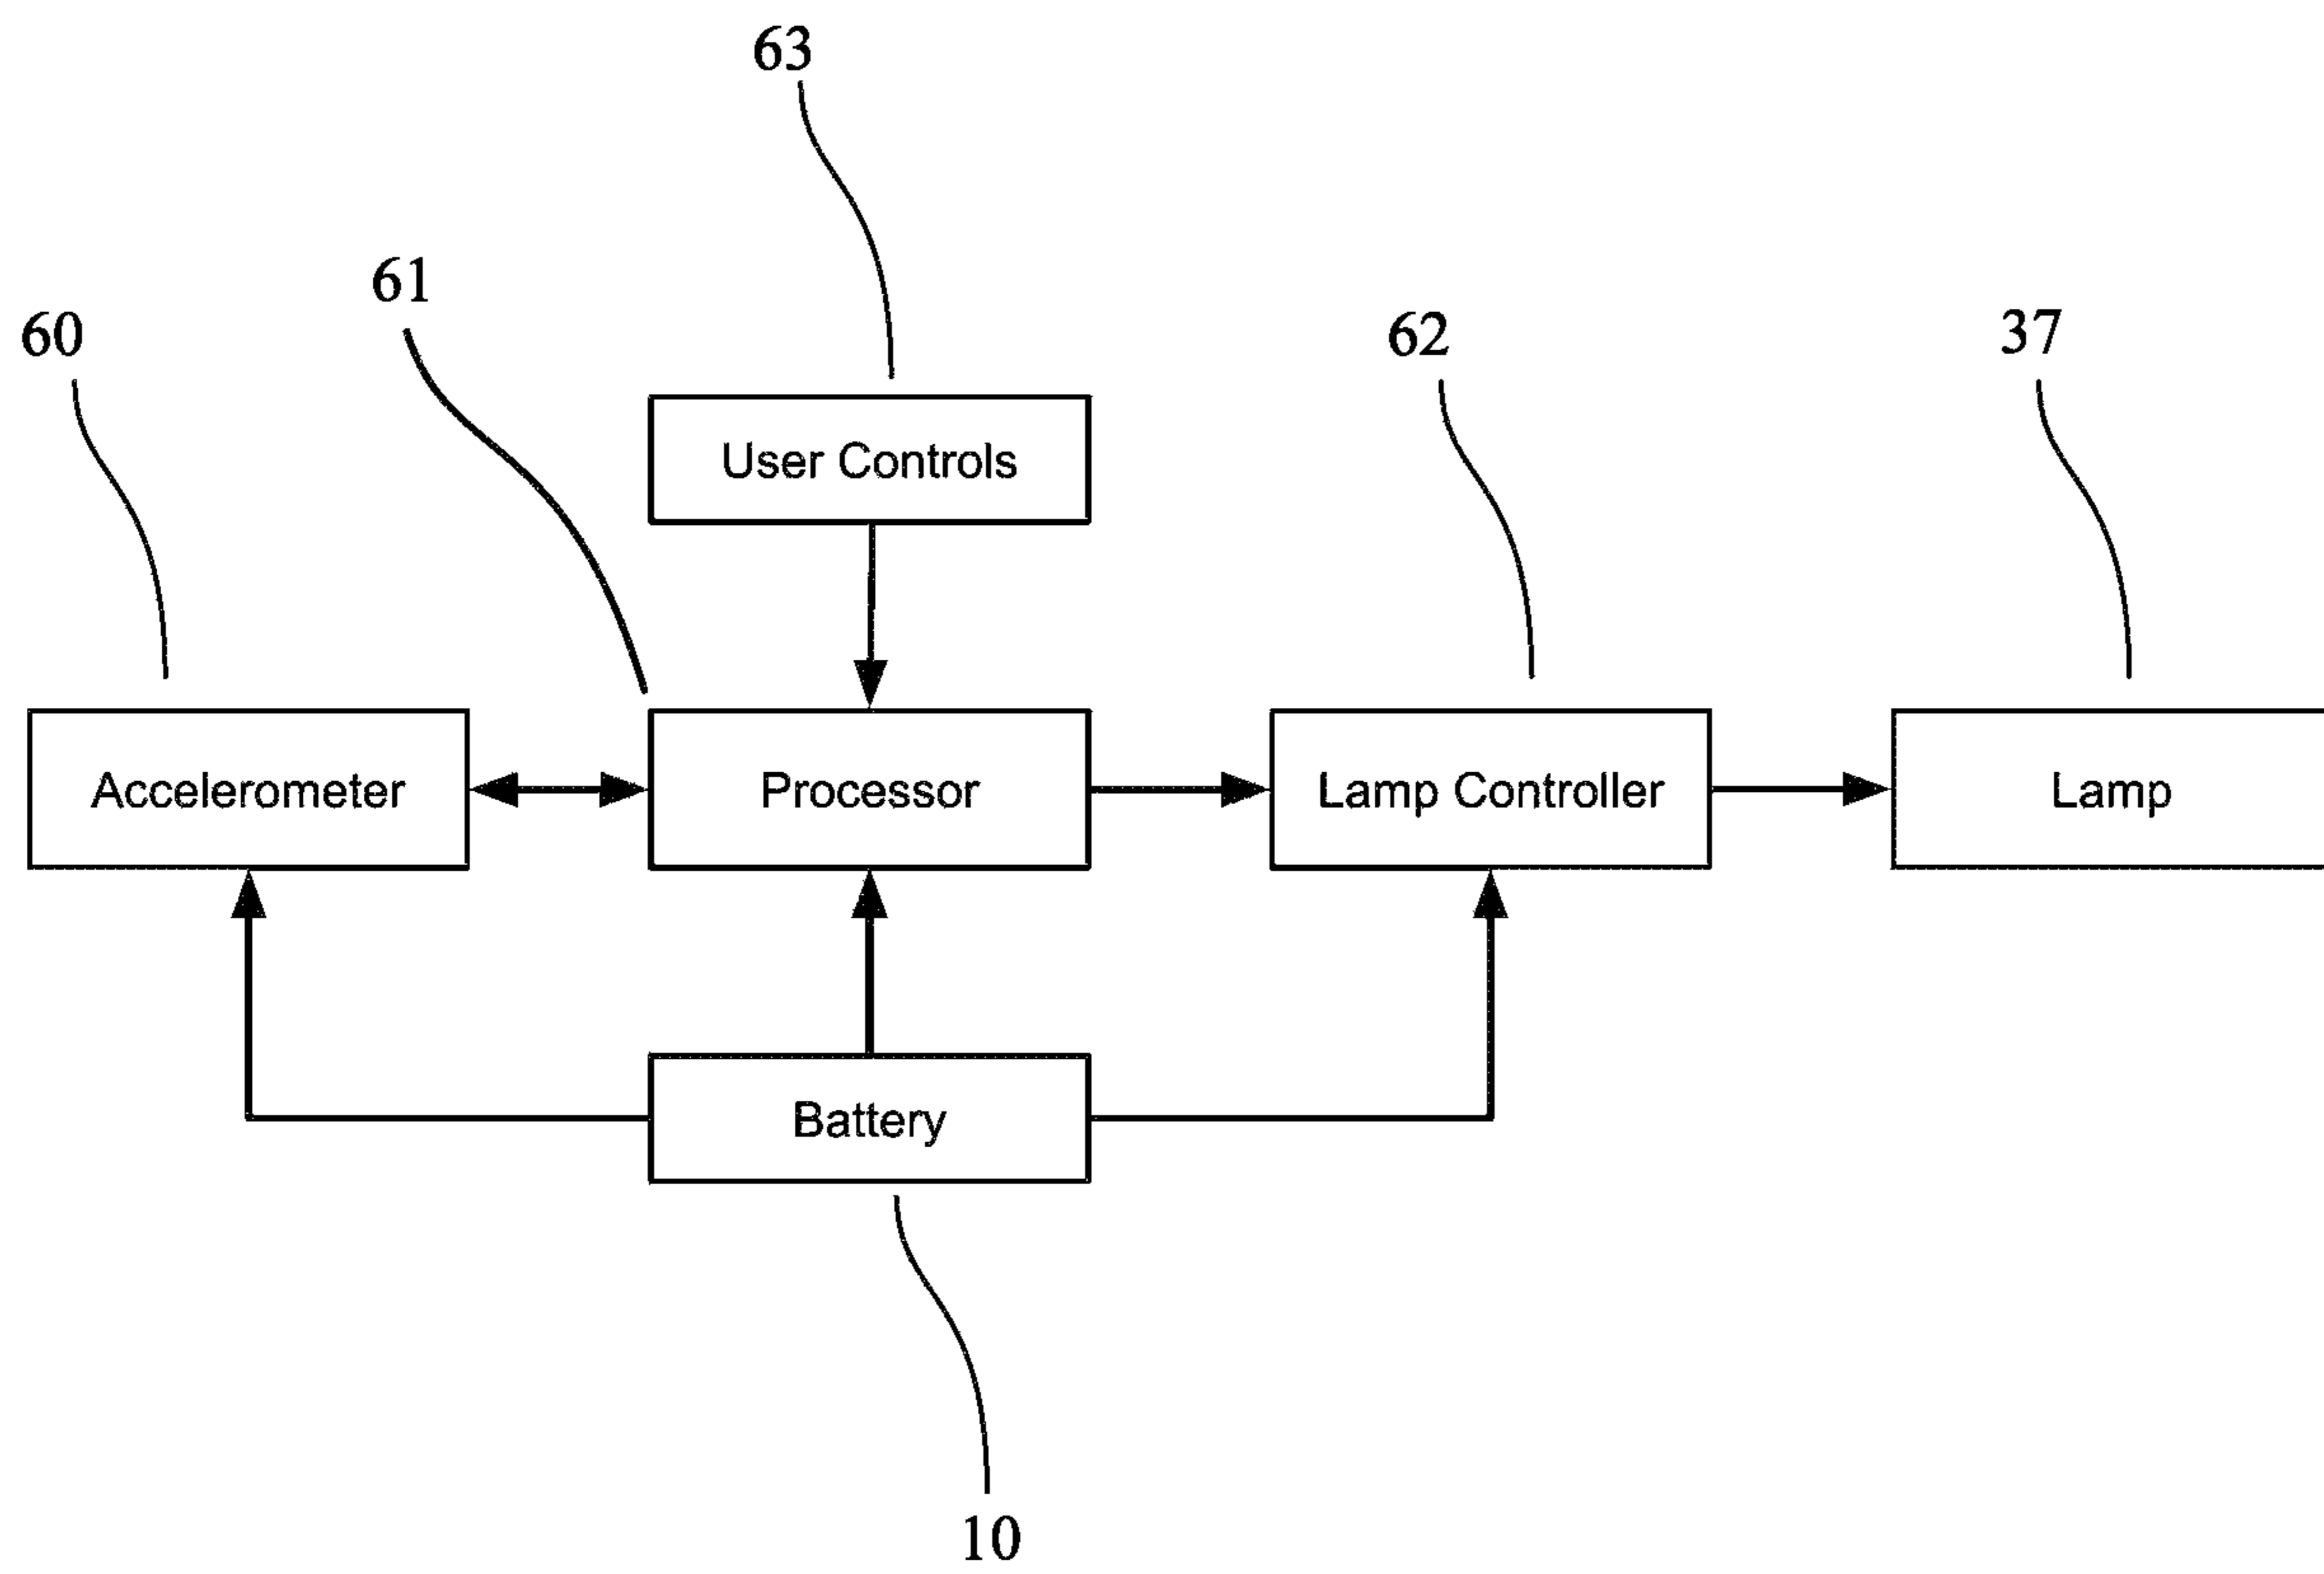 63
61
60
62
37
User Controls
Accelerometer
Processor
Lamp Controller
Lamp
Battery
10